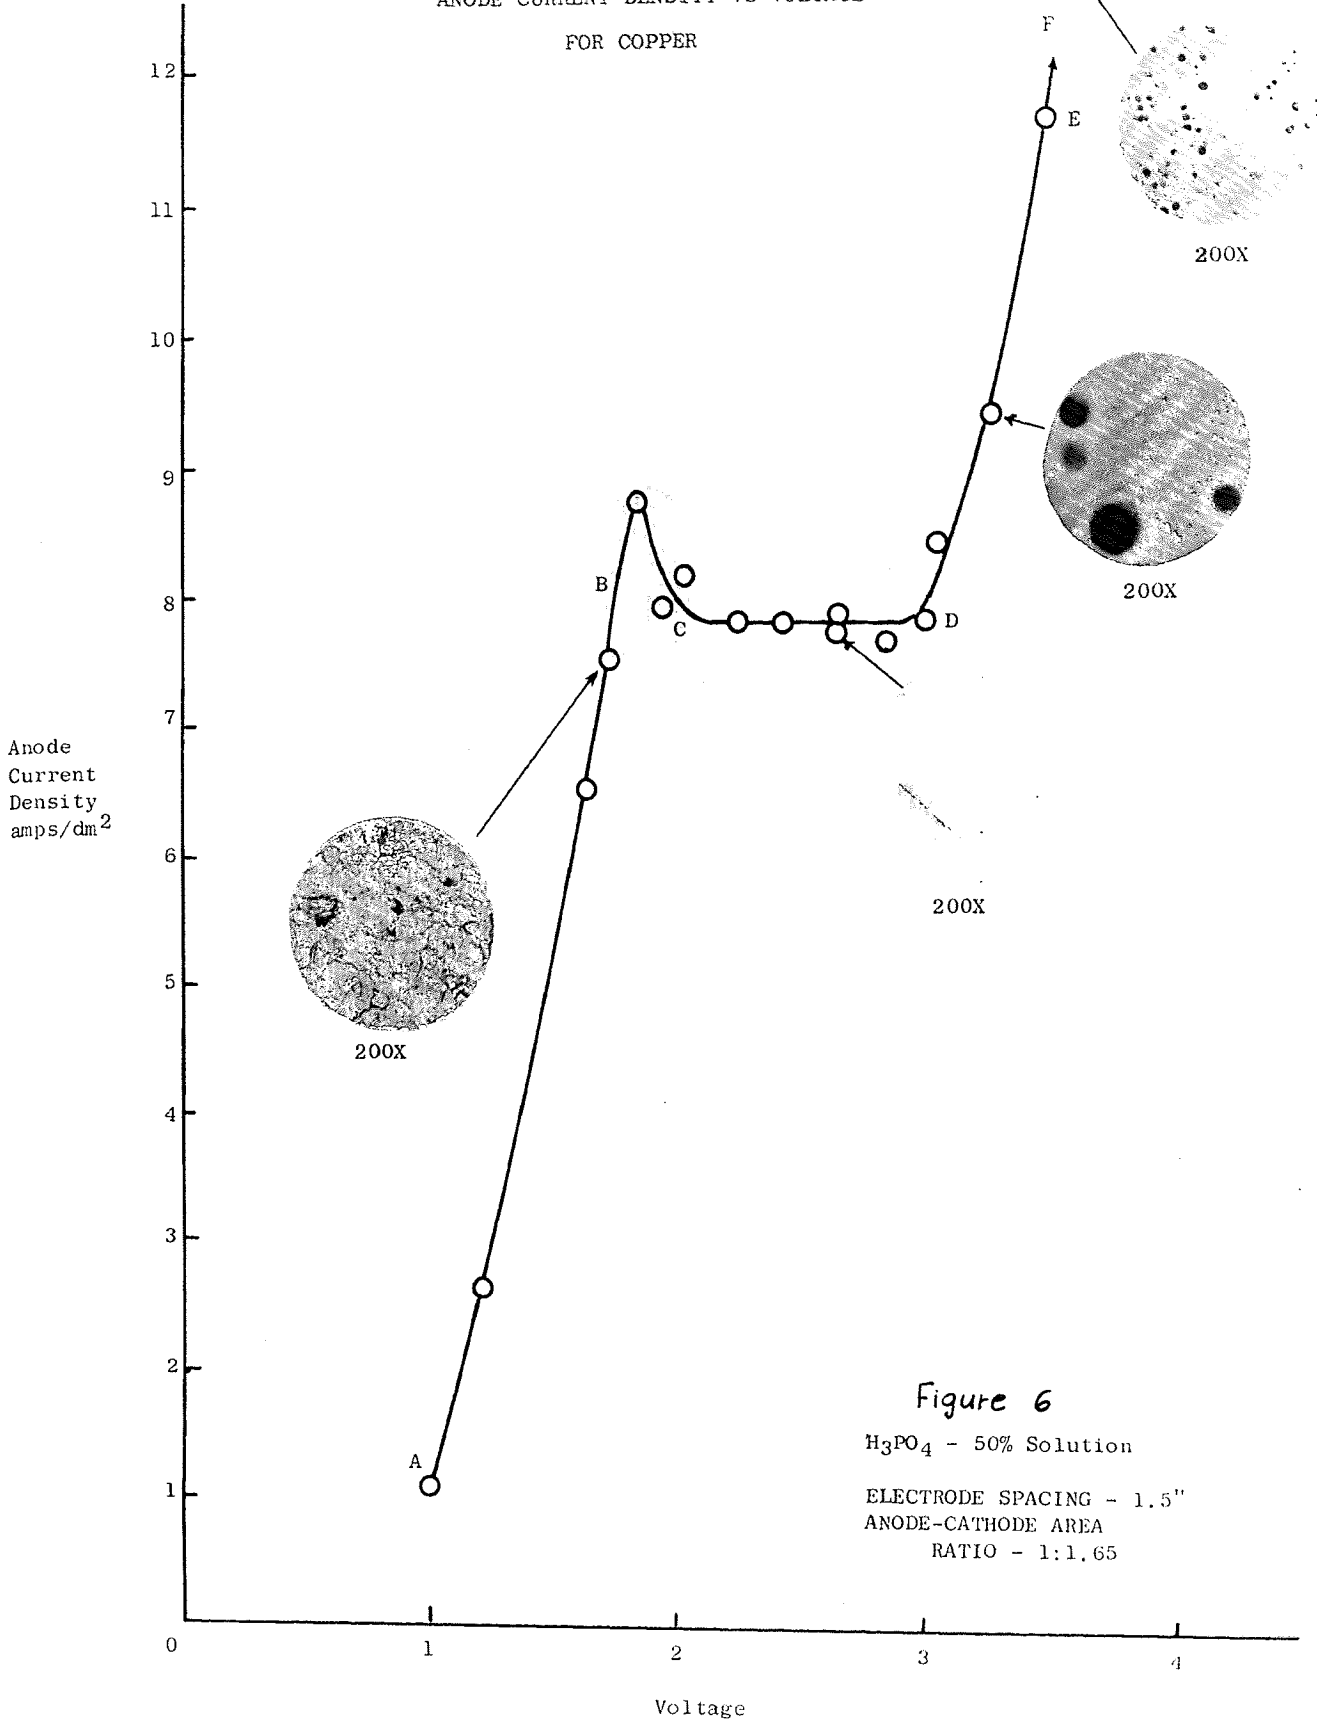 FOR COPPER
F
12
E
11
200X
10
9
200X
B
8
C
D
7
Anode
Current
Density
amps/dm²
6
200X
5
200X
4
3
2
Figure 6
A
H₃PO₄ - 50% Solution
1
ELECTRODE SPACING - 1.5"
ANODE-CATHODE AREA
RATIO - 1:1.65
0
1
2
3
4
Voltage